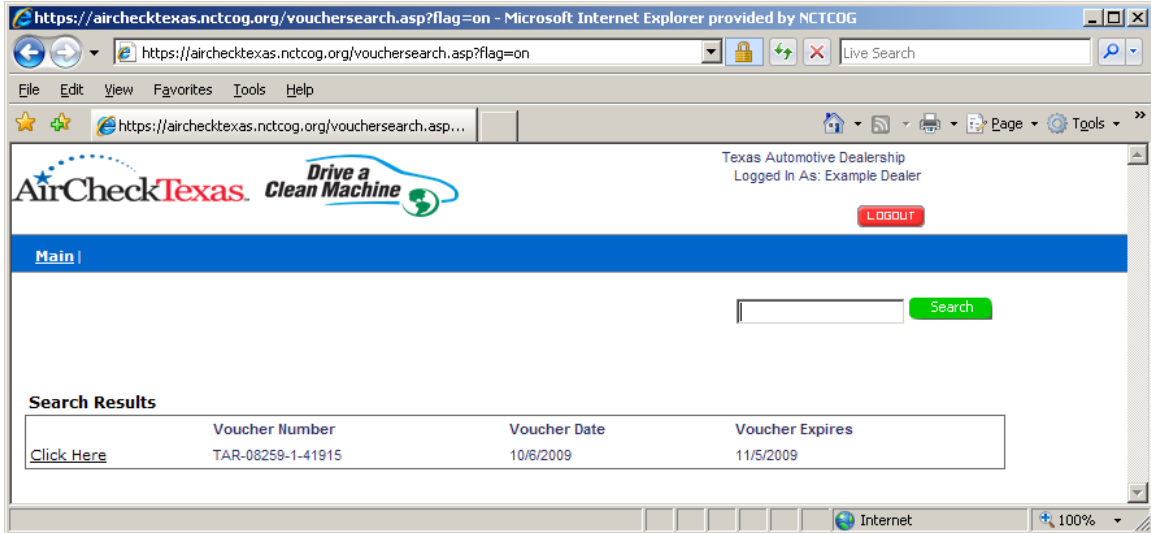 https://airchecktexas.nctcog.org/vouchersearch.asp?flag=on - Microsoft Internet Explorer provided by NCTCOG
https://airchecktexas.nctcog.org/vouchersearch.asp?flag=on Live Search
File Edit View Favorites Tools Help
https://airchecktexas.nctcog.org/vouchersearch.asp... Page Tools »
Texas Automotive Dealership
Logged In As: Example Dealer
AirCheckTexas. Drive a
Clean Machine
LOGOUT
Main |
Search
Search Results
Voucher Number Voucher Date Voucher Expires
Click Here TAR-08259-1-41915 10/6/2009 11/5/2009
Internet 100%